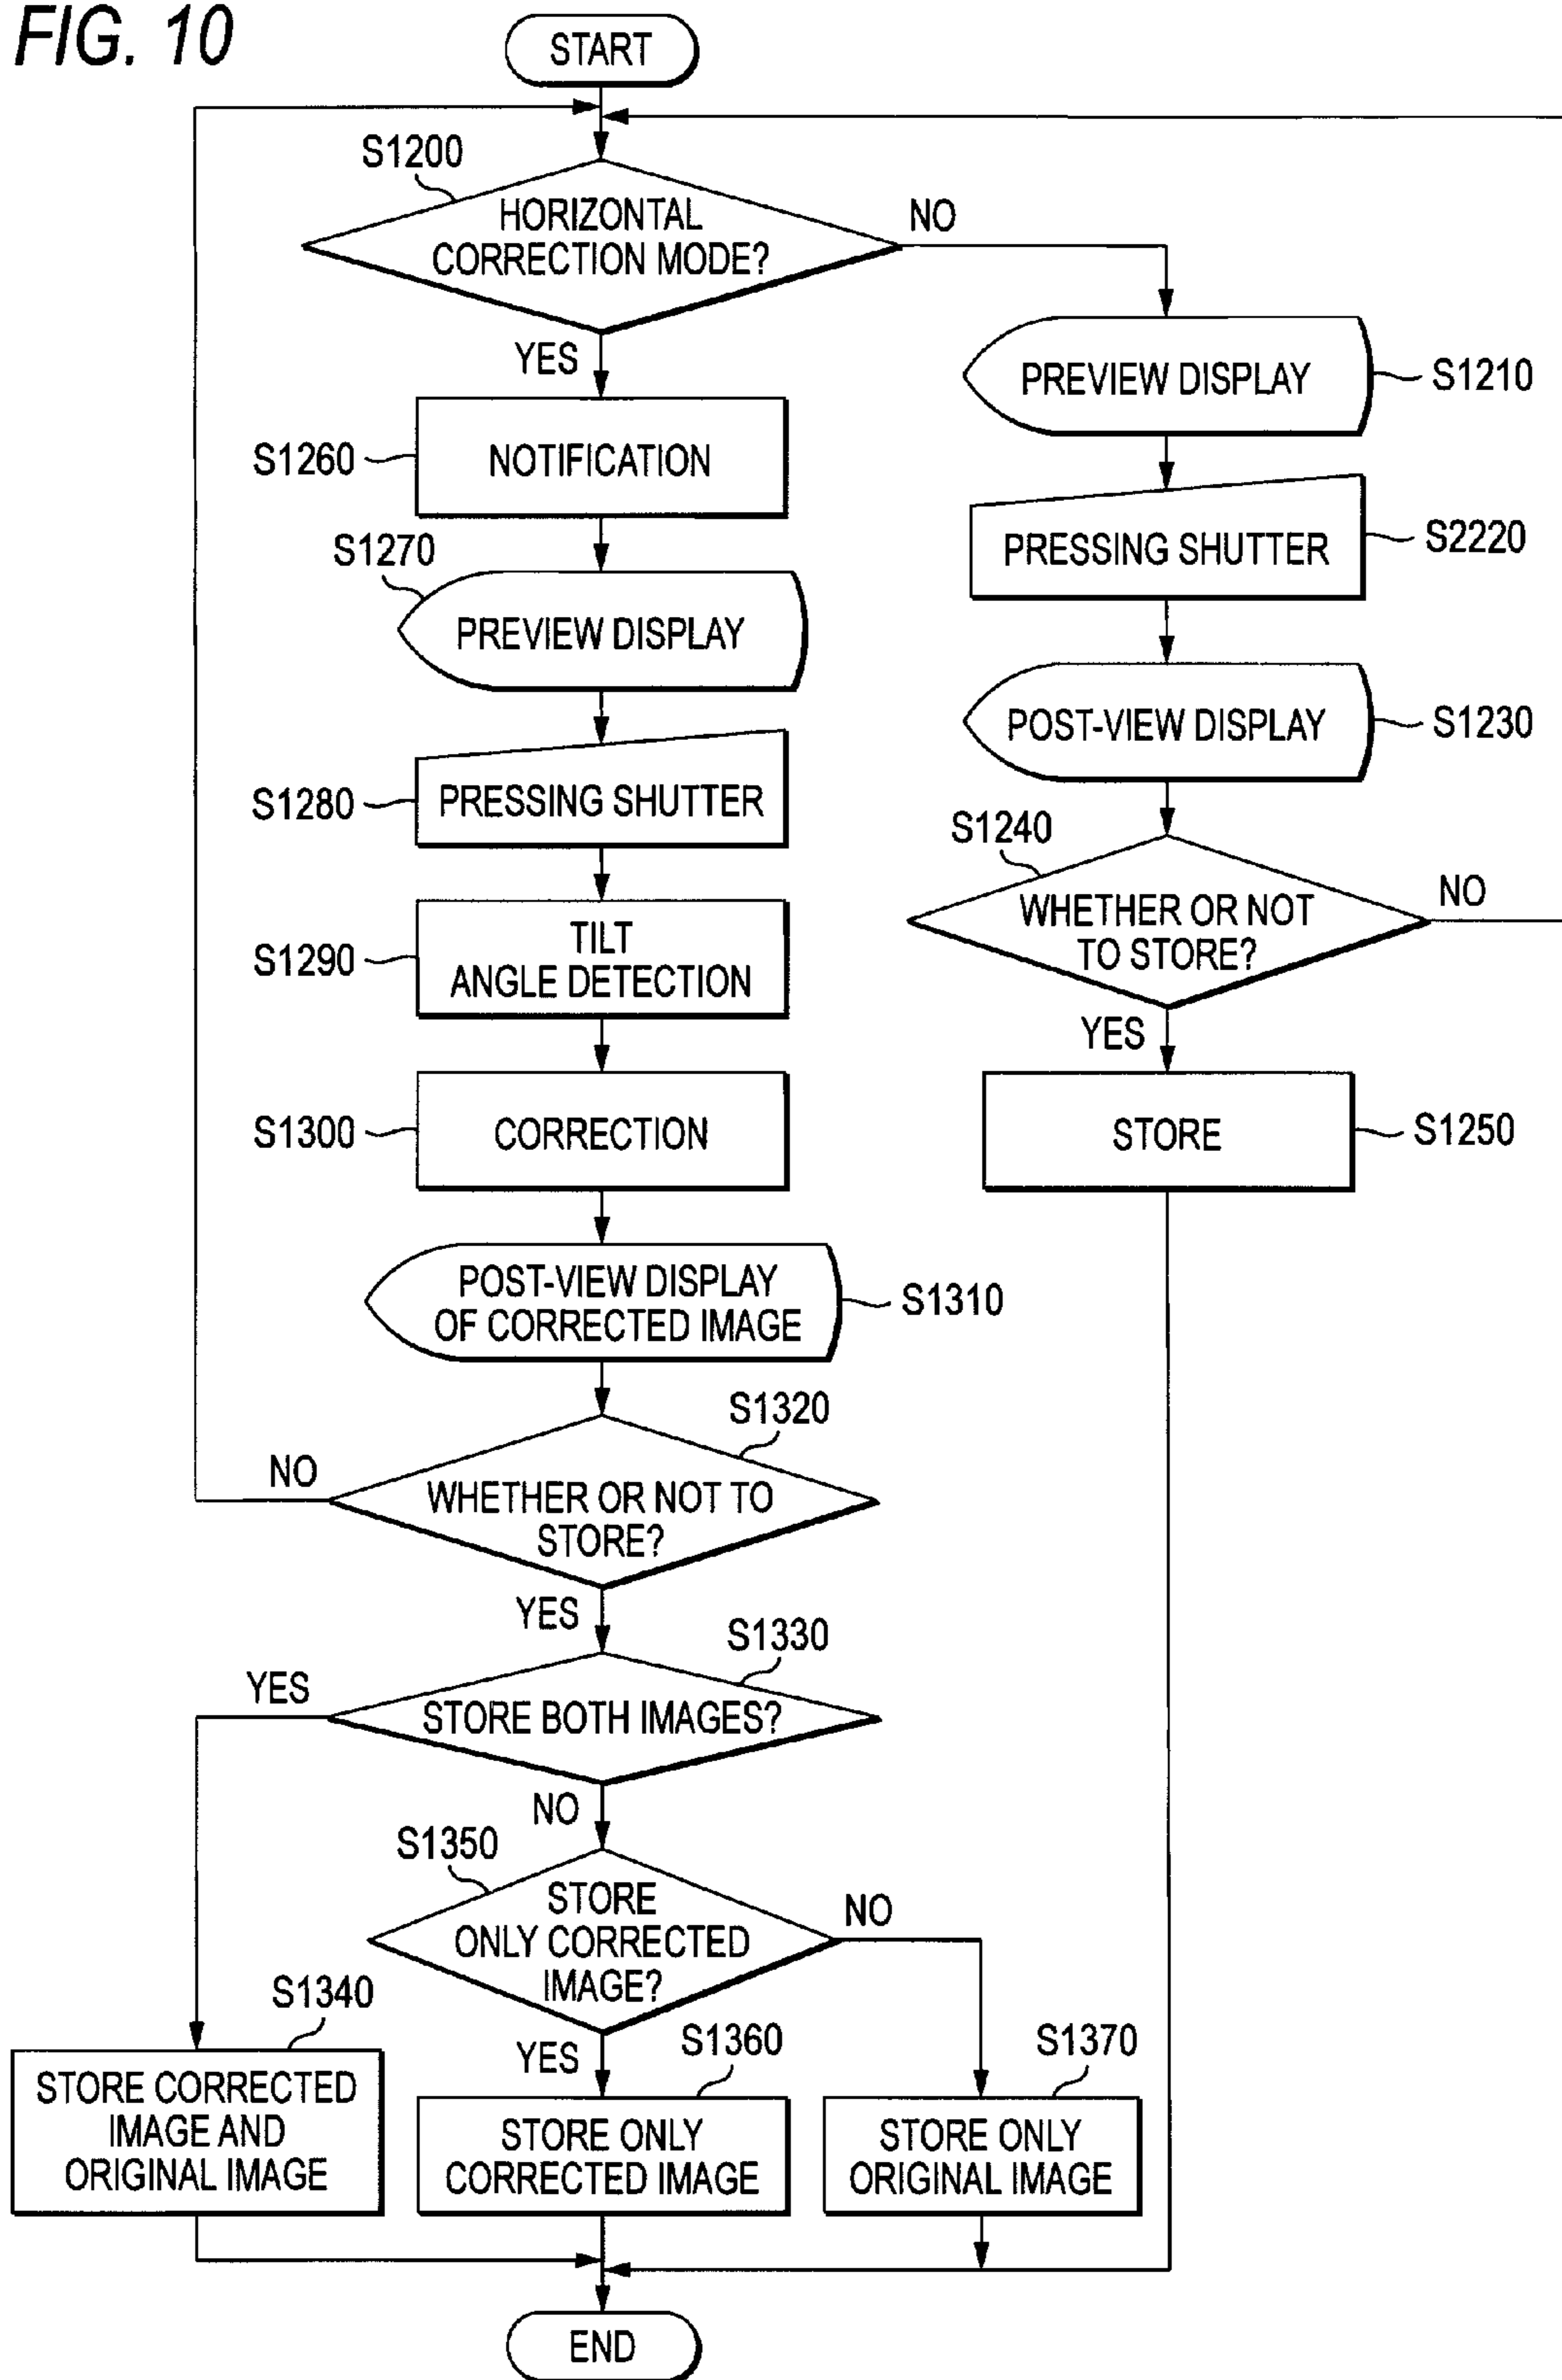 FIG. 10
START
S1200
HORIZONTAL
CORRECTION MODE?
NO
YES
PREVIEW DISPLAY
S1210
S1260
NOTIFICATION
PRESSING SHUTTER
S2220
S1270
PREVIEW DISPLAY
POST-VIEW DISPLAY
S1230
S1280
PRESSING SHUTTER
S1240
WHETHER OR NOT
TO STORE?
NO
YES
S1290
TILT
ANGLE DETECTION
STORE
S1250
S1300
CORRECTION
POST-VIEW DISPLAY
OF CORRECTED IMAGE
S1310
S1320
NO
WHETHER OR NOT TO
STORE?
YES
S1330
YES
STORE BOTH IMAGES?
NO
S1350
STORE
ONLY CORRECTED
IMAGE?
NO
YES
S1340
STORE CORRECTED
IMAGE AND
ORIGINAL IMAGE
S1360
STORE ONLY
CORRECTED IMAGE
S1370
STORE ONLY
ORIGINAL IMAGE
END